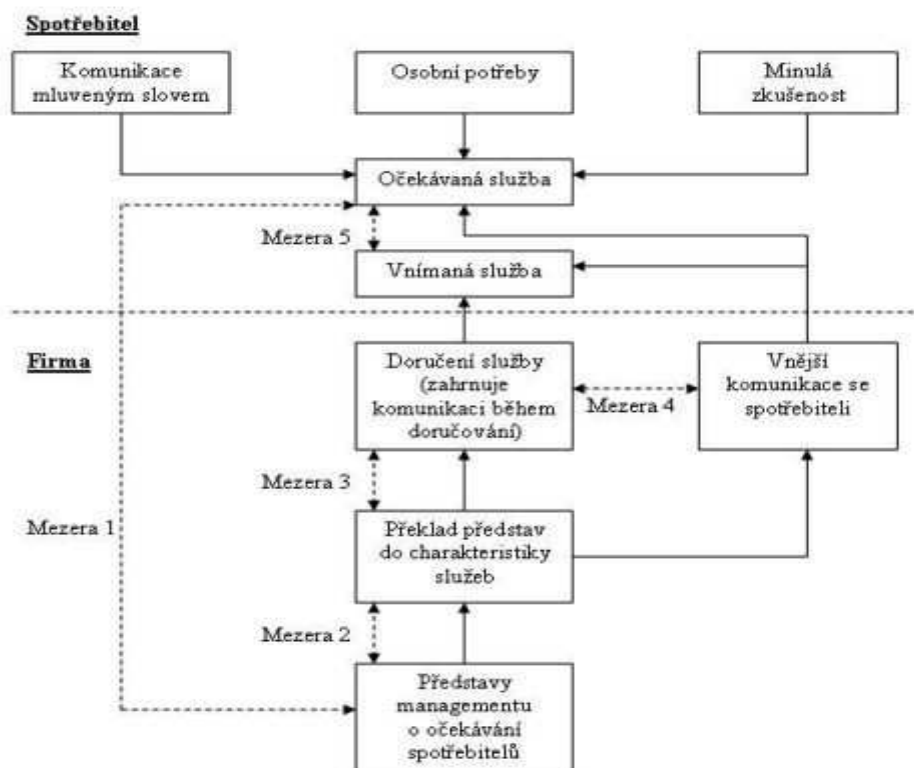 Spotřebitel
Komunikace
mluveným slovem
Osobní potřeby
Minulá
zkušenost
Očekávaná služba
Mezera 5
Vnímaná služba
Firma
Doručení služby
(zahrnuje
komunikaci během
doručování)
Mezera 4
Vnější
komunikace se
spotřebiteli
Mezera 3
Mezera 1
Překlad představ
do charakteristiky
služeb
Mezera 2
Představy
managementu
o očekávání
spotřebitelů